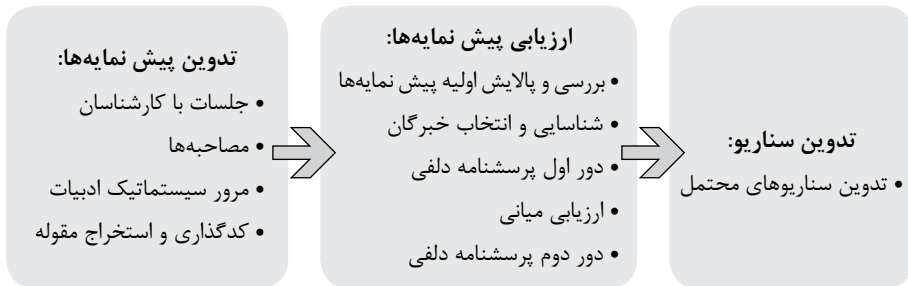 تدوین پیش نمایه‌ها:
• جلسات با کارشناسان
• مصاحبه‌ها
• مرور سیستماتیک ادبیات
• کدگذاری و استخراج مقوله
ارزیابی پیش نمایه‌ها:
• بررسی و پالایش اولیه پیش نمایه‌ها
• شناسایی و انتخاب خبرگان
• دور اول پرسشنامه دلفی
• ارزیابی میانی
• دور دوم پرسشنامه دلفی
تدوین سناریو:
• تدوین سناریوهای محتمل